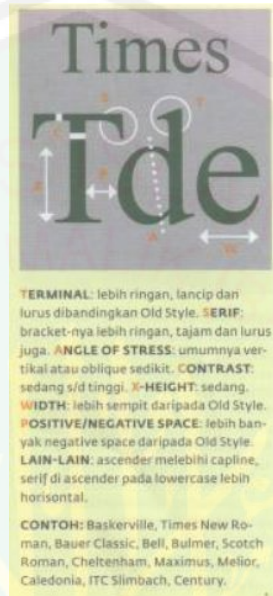 Times
S T
C
Tde
X P
A W
TERMINAL: lebih ringan, lancip dan
lurus dibandingkan Old Style. SERIF:
bracket-nya lebih ringan, tajam dan lurus
juga. ANGLE OF STRESS: umumnya ver-
tikal atau oblique sedikit. CONTRAST:
sedang s/d tinggi. X-HEIGHT: sedang.
WIDTH: lebih sempit daripada Old Style.
POSITIVE/NEGATIVE SPACE: lebih ban-
yak negative space daripada Old Style.
LAIN-LAIN: ascender melebihi capline,
serif di ascender pada lowercase lebih
horisontal.
CONTOH: Baskerville, Times New Ro-
man, Bauer Classic, Bell, Bulmer, Scotch
Roman, Cheltenham, Maximus, Melior,
Caledonia, ITC Slimbach, Century.